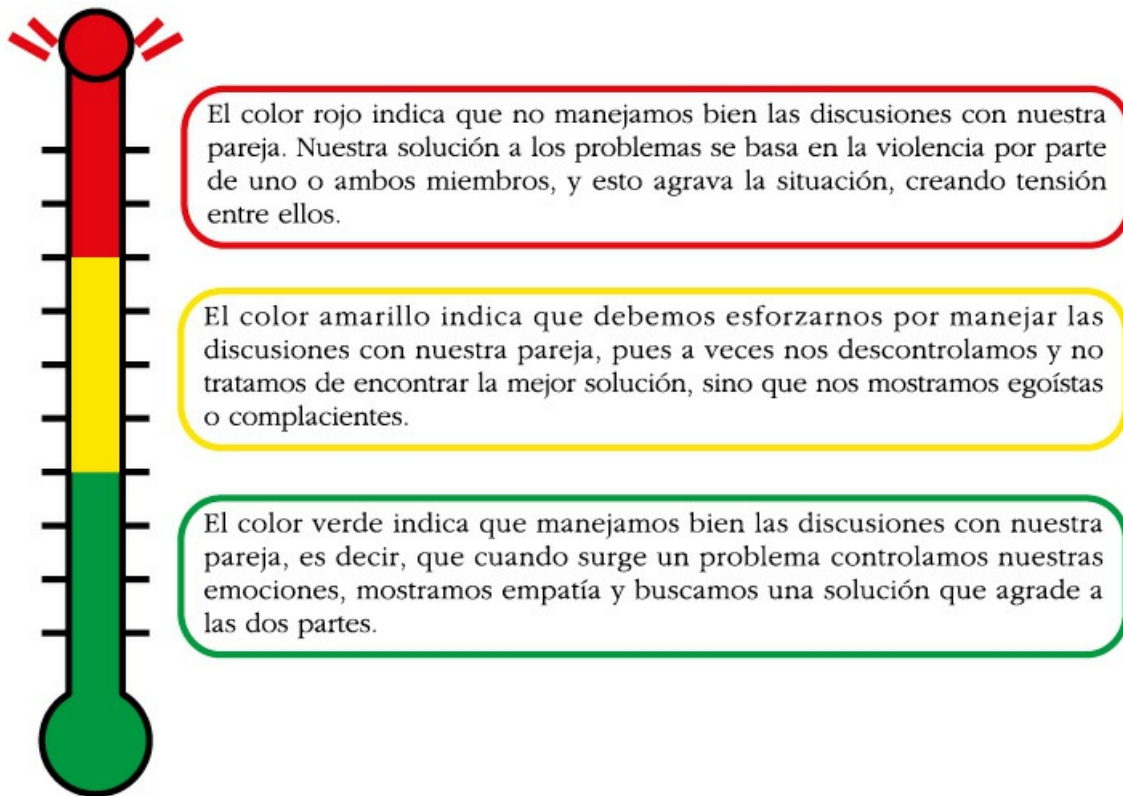 El color rojo indica que no manejamos bien las discusiones con nuestra
pareja. Nuestra solución a los problemas se basa en la violencia por parte
de uno o ambos miembros, y esto agrava la situación, creando tensión
entre ellos.
El color amarillo indica que debemos esforzarnos por manejar las
discusiones con nuestra pareja, pues a veces nos descontrolamos y no
tratamos de encontrar la mejor solución, sino que nos mostramos egoístas
o complacientes.
El color verde indica que manejamos bien las discusiones con nuestra
pareja, es decir, que cuando surge un problema controlamos nuestras
emociones, mostramos empatía y buscamos una solución que agrade a
las dos partes.